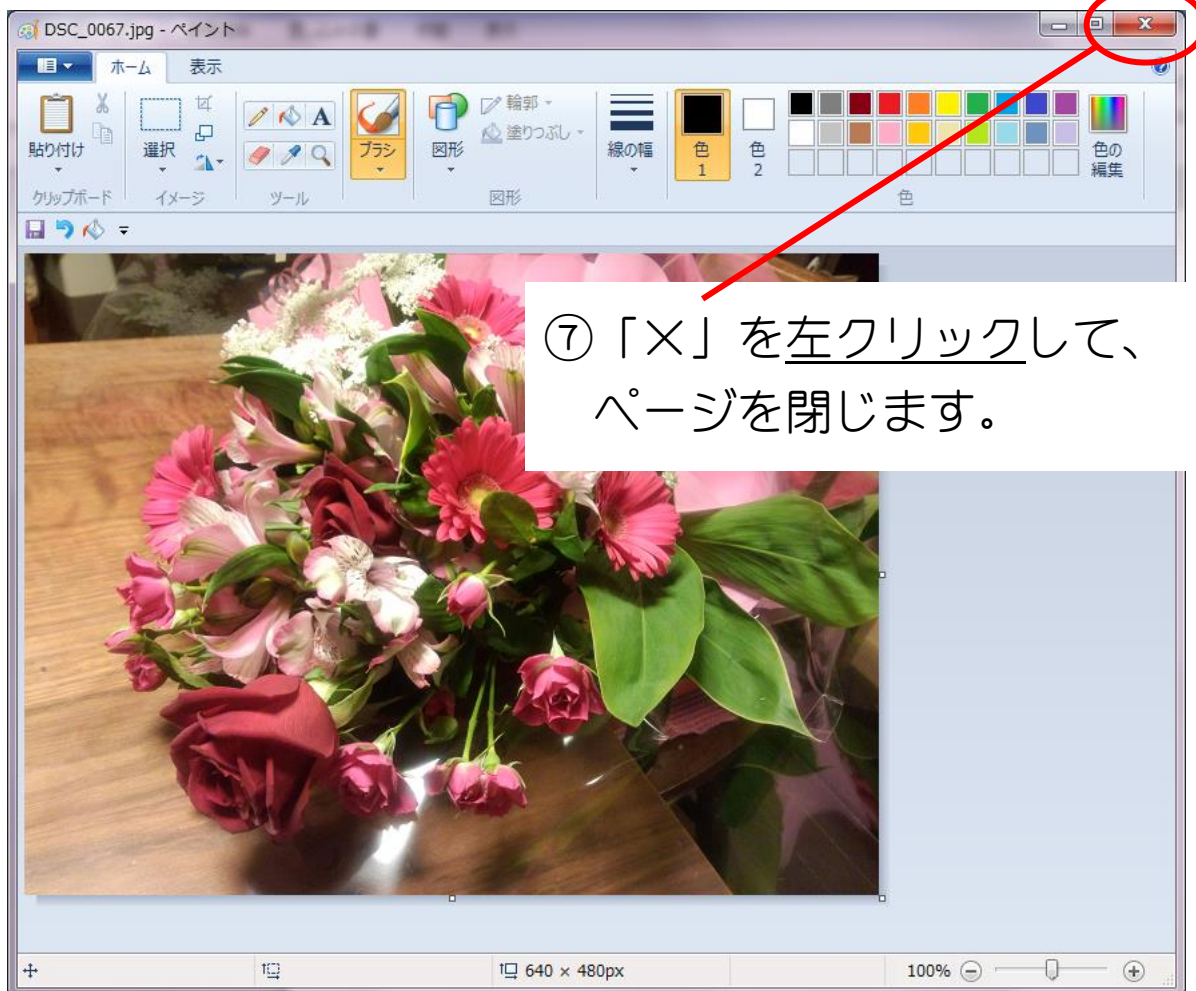 DSC_0067.jpg - ペイント
ホーム 表示
貼り付け
選択
A
ブラシ
図形
輪郭
塗りつぶし
線の幅
色
1
色
2
色の
編集
クリップボード
イメージ
ツール
図形
色
⑦「×」を左クリックして、
ページを閉じます。
640 × 480px
100%